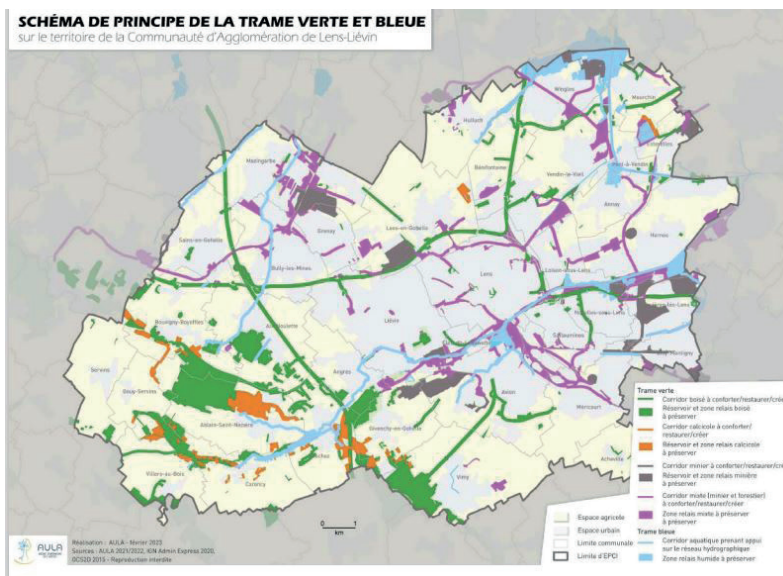 SCHÉMA DE PRINCIPE DE LA TRAME VERTE ET BLEUE
sur le territoire de la Communauté d'Agglomération de Lens-Liévin
Wingles
Meurchin
Hulluch
Pont-à-Vendin
Mazingarbe
Bénifontaine
Vendin-le-Vieil
Annay
Grenay
Loos-en-Gohelle
Harnes
Sains-en-Gohelle
Bully-les-Mines
Lens
Loison-sous-Lens
Noyelles-sous-Lens
Bouvigny-Boyeffles
Aix-Noulette
Liévin
Sallaumines
Servins
Angres
Gouy-Servins
Avion
Méricourt
Ablain-Saint-Nazaire
Givenchy-en-Gohelle
Souchez
Villers-au-Bois
Carency
Vimy
Acheville
Trame verte
Corridor boisé à conforter/restaurer/crée
Réservoir et zone relais boisé
à préserver
Corridor calcicole à conforter/
restaurer/créer
Réservoir et zone relais calcicole
à préserver
Corridor minier à conforter/restaurer/cré
Réservoir et zone relais minière
à préserver
Corridor mixte (minier et forestier) à
conforter/restaurer/créer
Zone relais mixte à préserver
à préserver
Trame bleue
Corridor aquatique prenant appui
sur le réseau hydrographique
Zone relais humide à préserver
Espace agricole
Espace urbain
Limite communale
Limite d'EPCI
0 1
km
AULA
Réalisation : AULA - février 2023
Sources : AULA 2021/2022, IGN Admin Express 2020,
OCS2D 2015 - Reproduction interdite